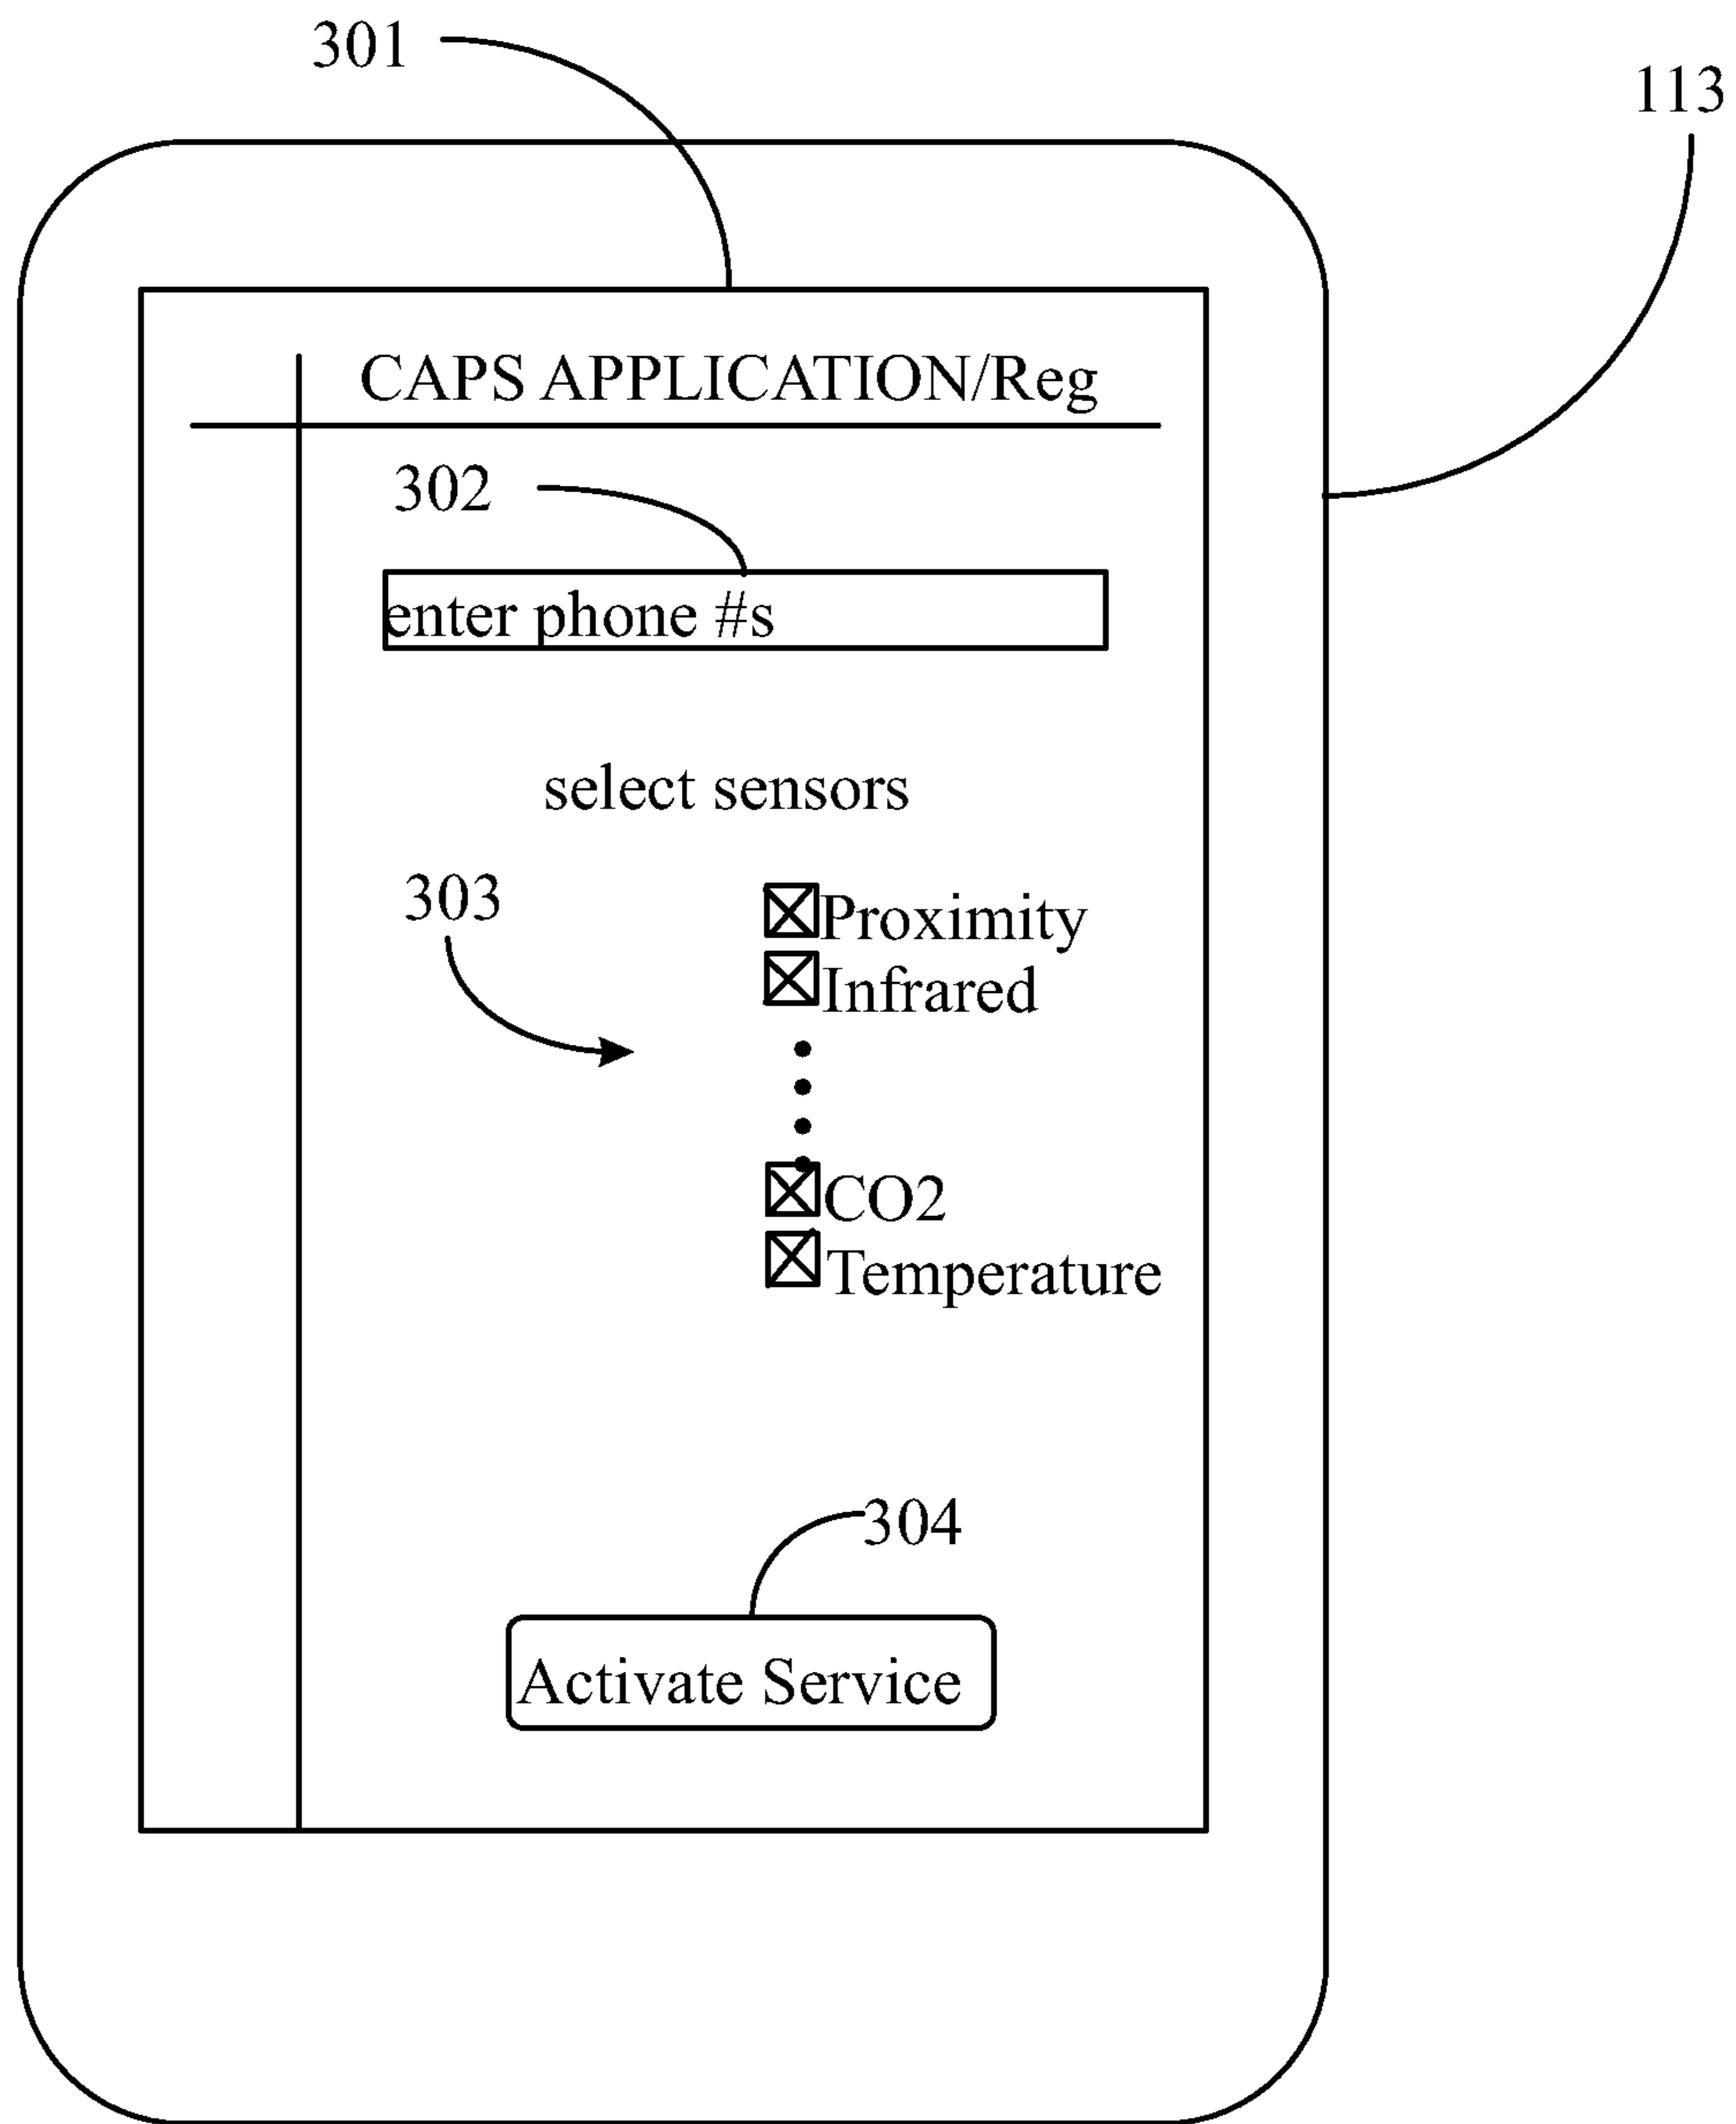 301
113
CAPS APPLICATION/Reg
302
enter phone #s
select sensors
303
Proximity
Infrared
CO2
Temperature
304
Activate Service